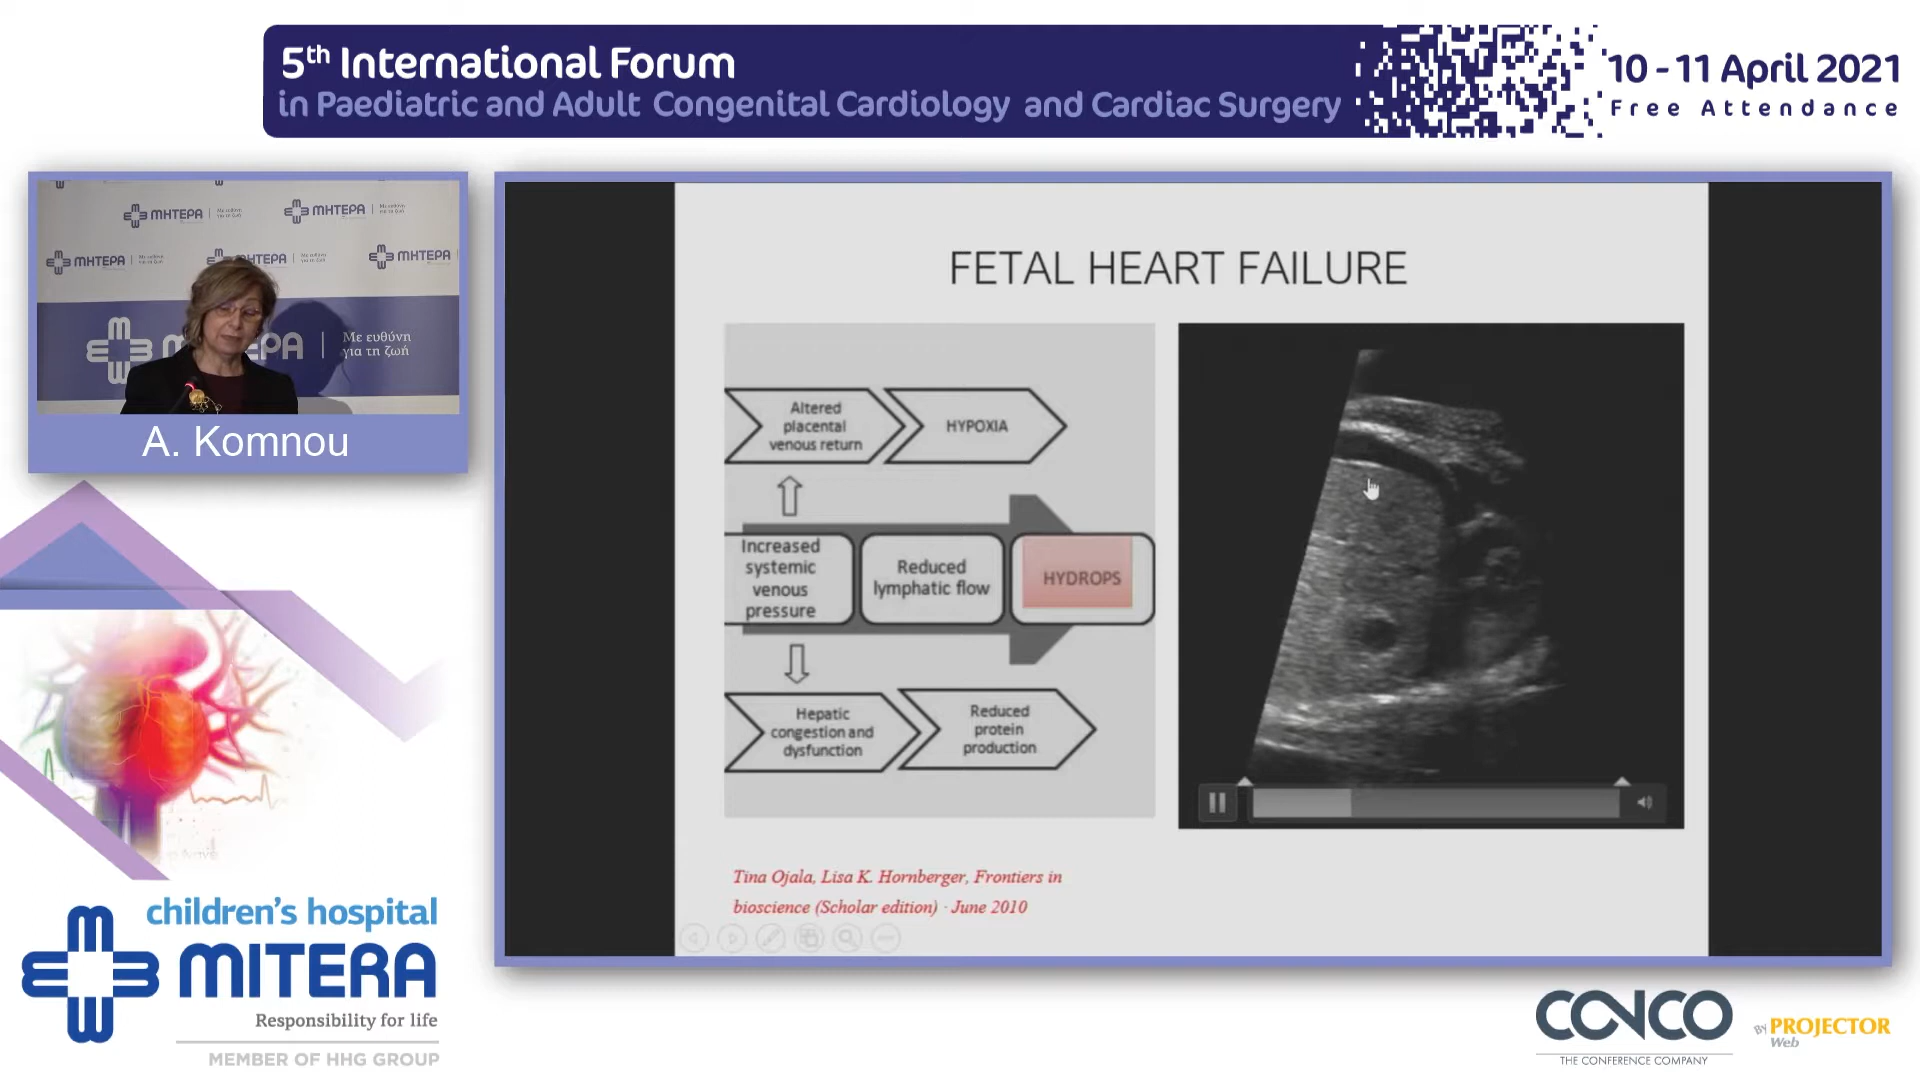 5th International Forum
in Paediatric and Adult Congenital Cardiology and Cardiac Surgery
10 - 11 April 2021
Free Attendance
ΜΗΤΕΡΑ
ΜΗΤΕΡΑ
ΜΗΤΕΡΑ
ΜΗΤΕΡΑ
Με ευθύνη
για τη ζωή
A. Komnou
FETAL HEART FAILURE
Altered
placental
venous return
HYPOXIA
Increased
systemic
venous
pressure
Reduced
lymphatic flow
HYDROPS
Hepatic
congestion and
dysfunction
Reduced
protein
production
Tina Ojala, Lisa K. Hornberger, Frontiers in
bioscience (Scholar edition) · June 2010
children's hospital
MITERA
Responsibility for life
MEMBER OF HHG GROUP
CONCO
THE CONFERENCE COMPANY
BY PROJECTOR
Web